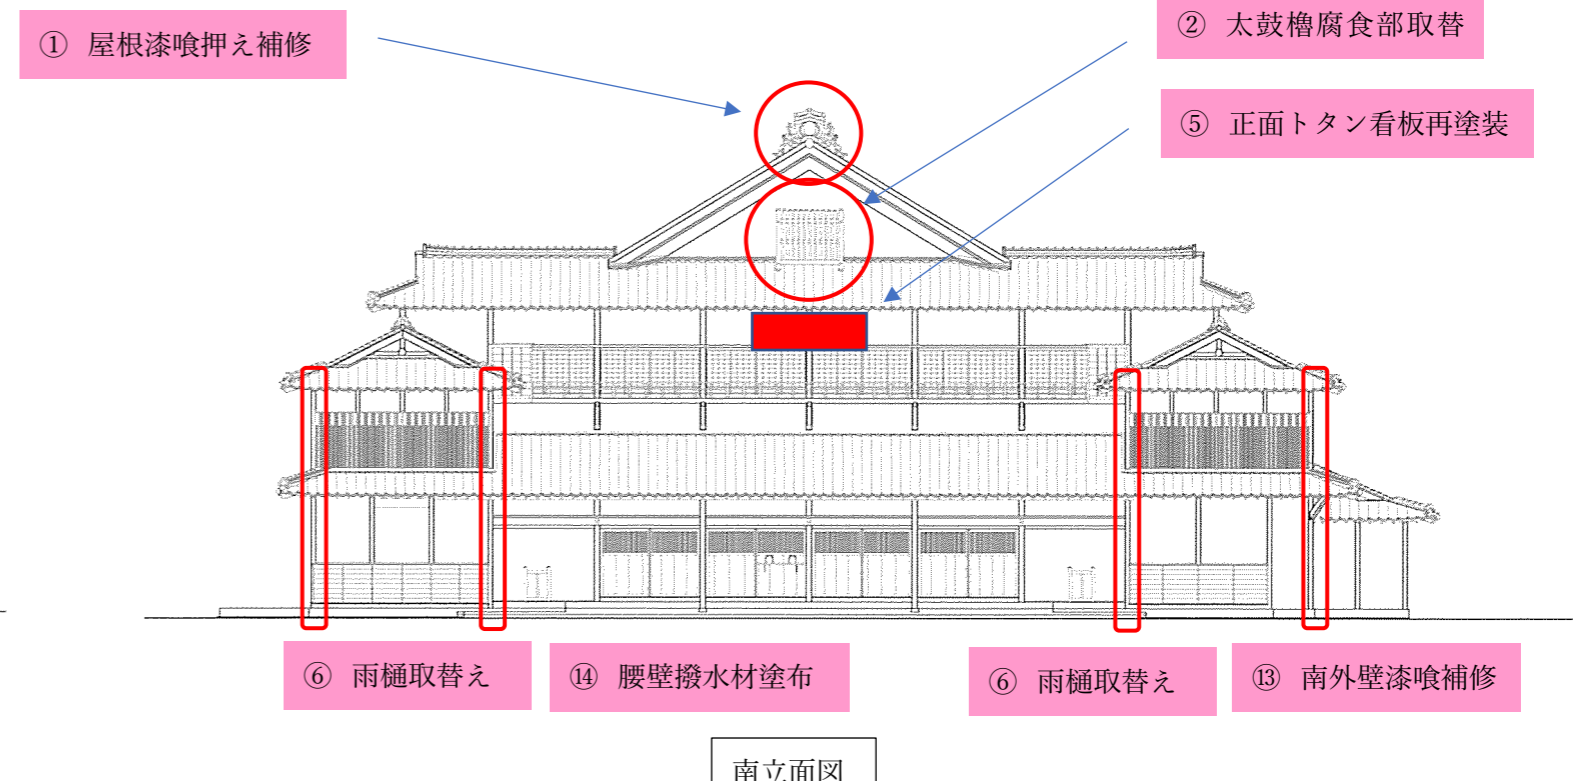 ① 屋根漆喰押え補修
② 太鼓櫓腐食部取替
⑤ 正面トタン看板再塗装
⑥ 雨樋取替え
⑭ 腰壁撥水材塗布
⑥ 雨樋取替え
⑬ 南外壁漆喰補修
南立面図